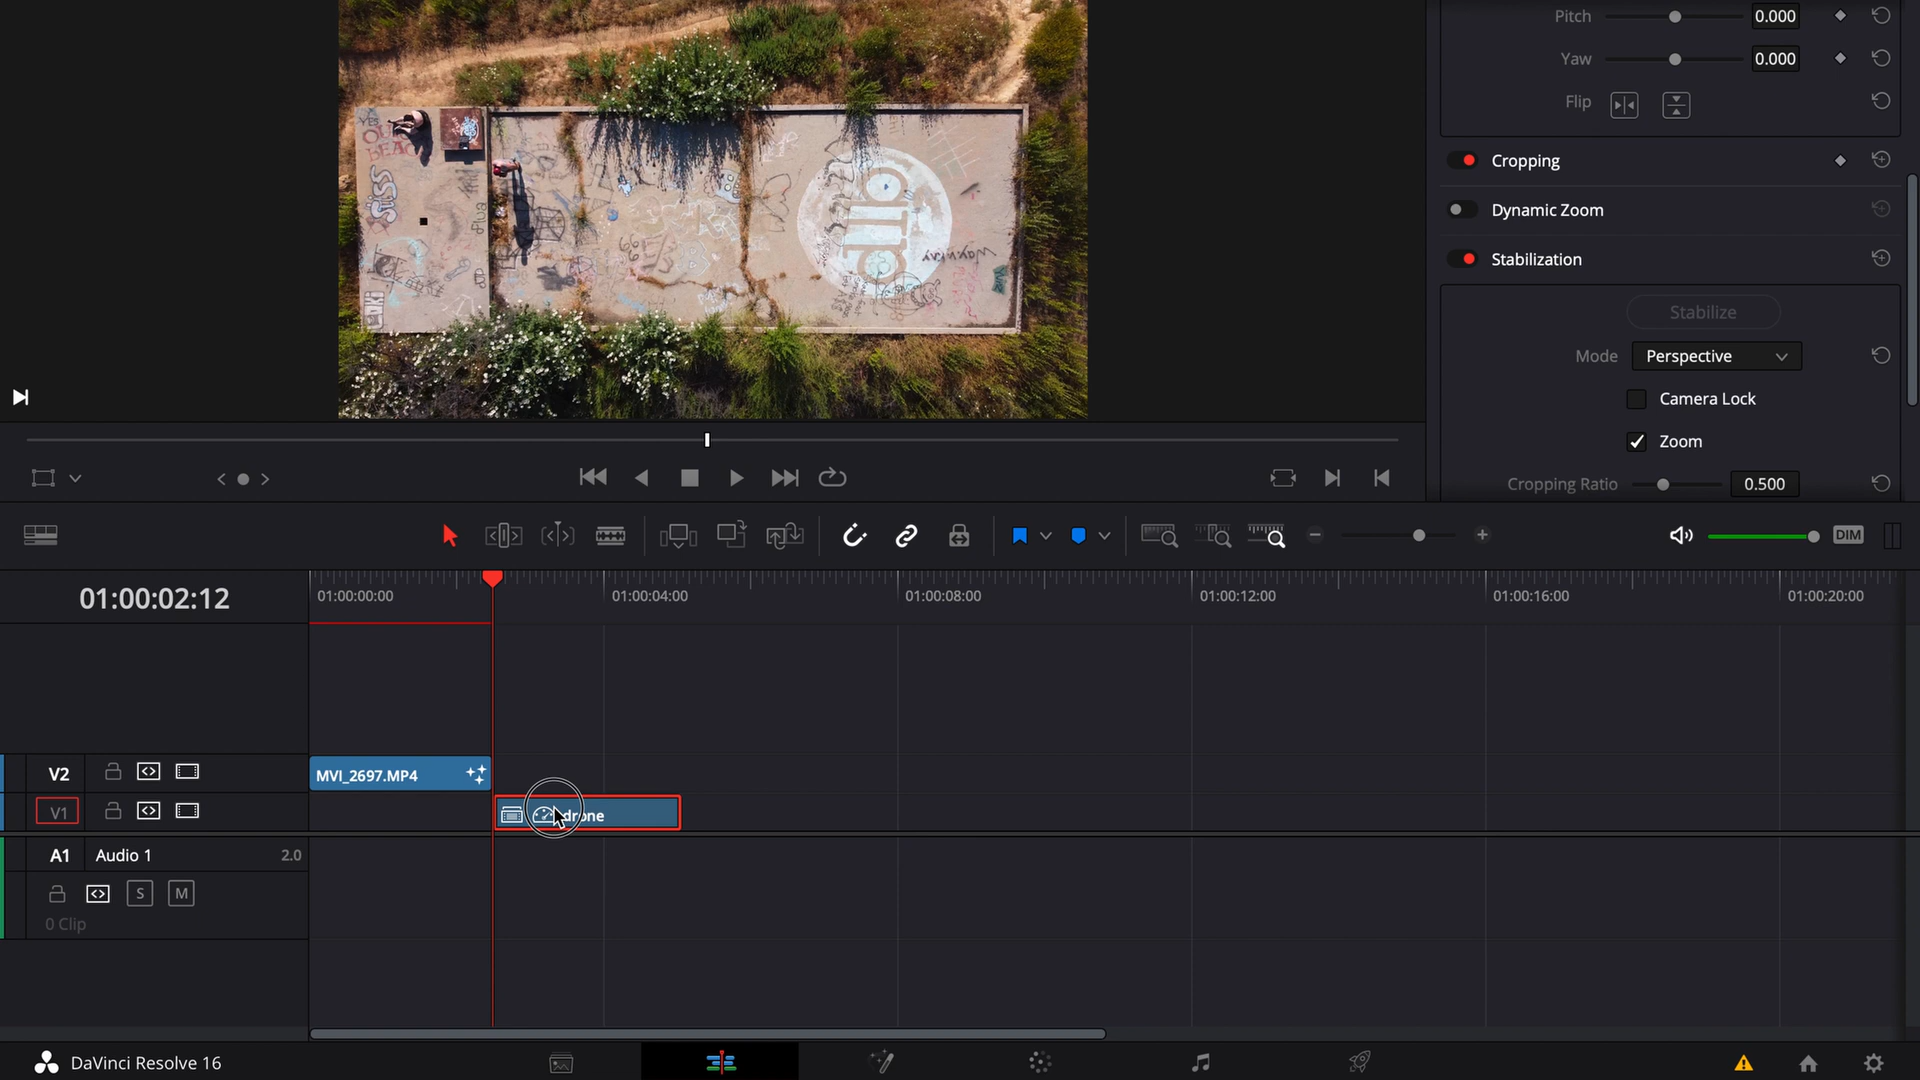 Pitch 0.000
Yaw 0.000
Flip
Cropping
Dynamic Zoom
Stabilization
Stabilize
Mode Perspective
Camera Lock
Zoom
Cropping Ratio 0.500
DIM
01:00:02:12
01:00:00:00 01:00:04:00 01:00:08:00 01:00:12:00 01:00:16:00 01:00:20:00
V2 MVI_2697.MP4
V1 drone
A1 Audio 1 2.0
S M
0 Clip
DaVinci Resolve 16